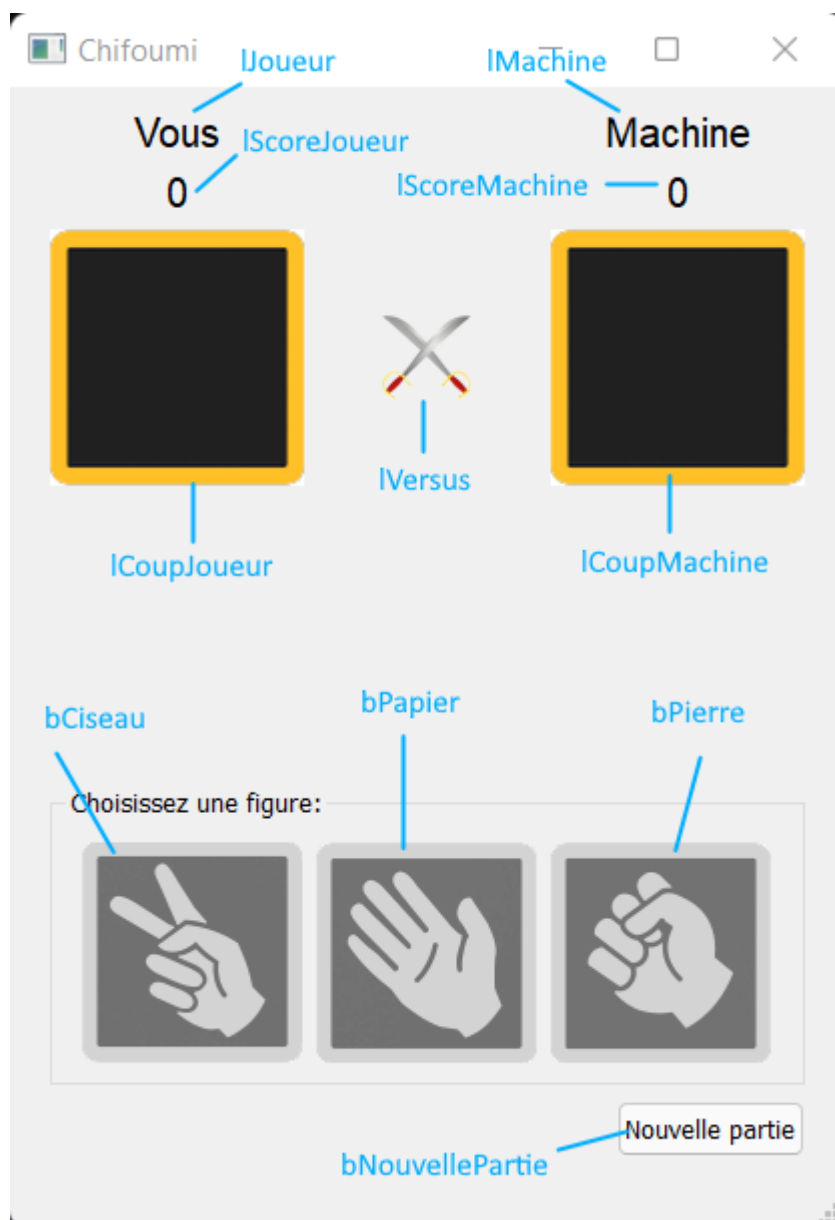 Chifoumi
lJoueur
lMachine
Vous
Machine
lScoreJoueur
lScoreMachine
0
0
lVersus
lCoupJoueur
lCoupMachine
bCiseau
bPapier
bPierre
Choisissez une figure:
Nouvelle partie
bNouvellePartie